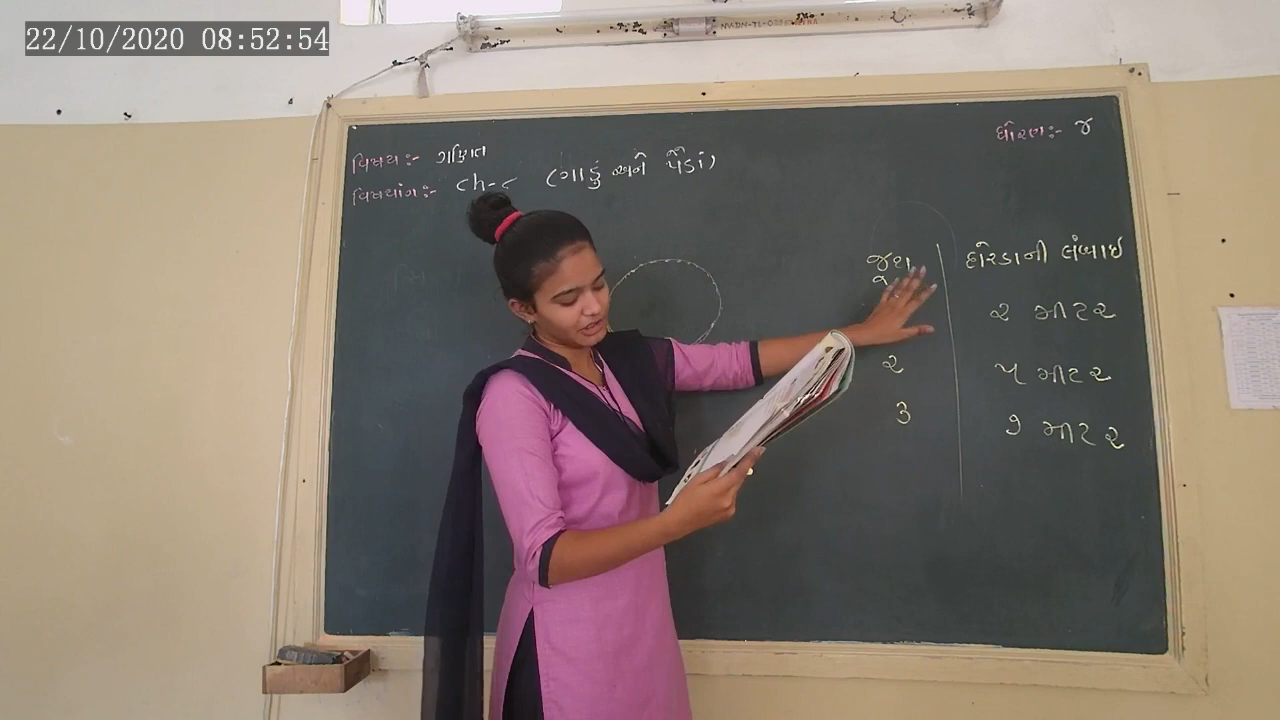 22/10/2020 08:52:54
વિષય:- ગણિત
ધોરણ:- ૪
વિષયાંગ:- ch-૮ (ગાડું અને પૈડાં)
જૂથ
દોરડાની લંબાઈ
૨ મીટર
૨
૫ મીટર
૩
૭ મીટર